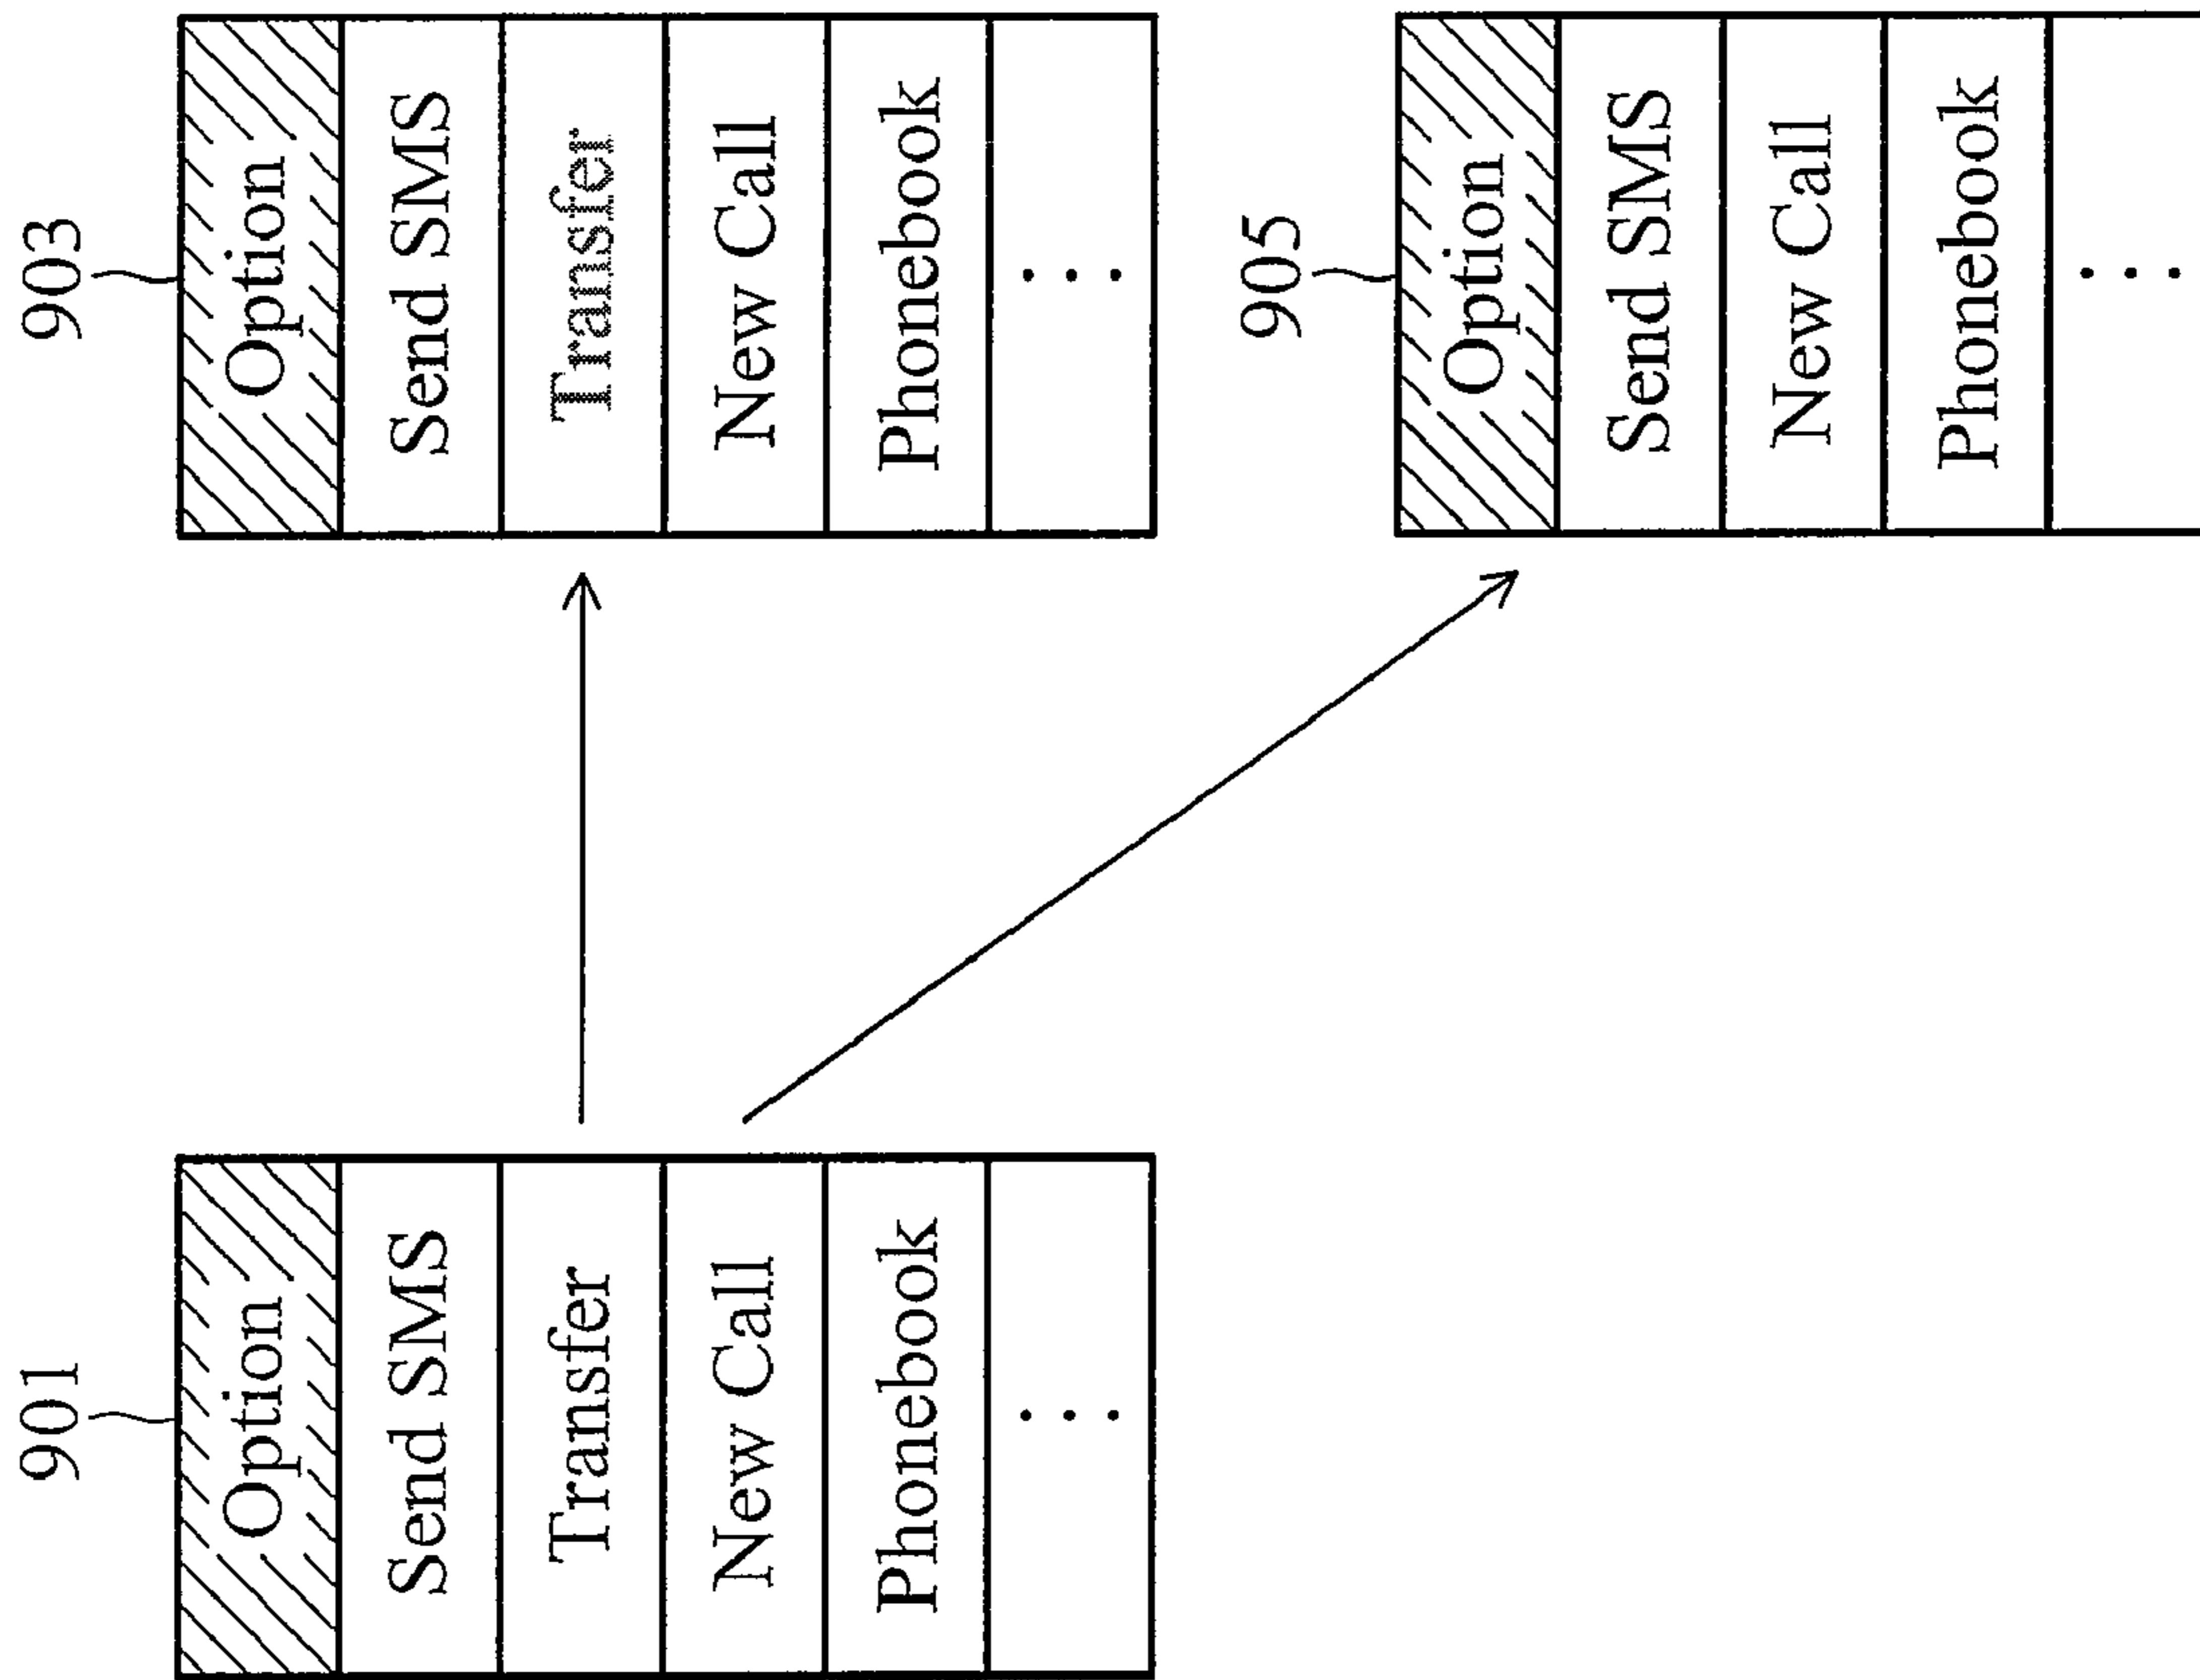 901
Option
Send SMS
Transfer
New Call
Phonebook
⋮
903
Option
Send SMS
Transfer
New Call
Phonebook
⋮
905
Option
Send SMS
New Call
Phonebook
⋮